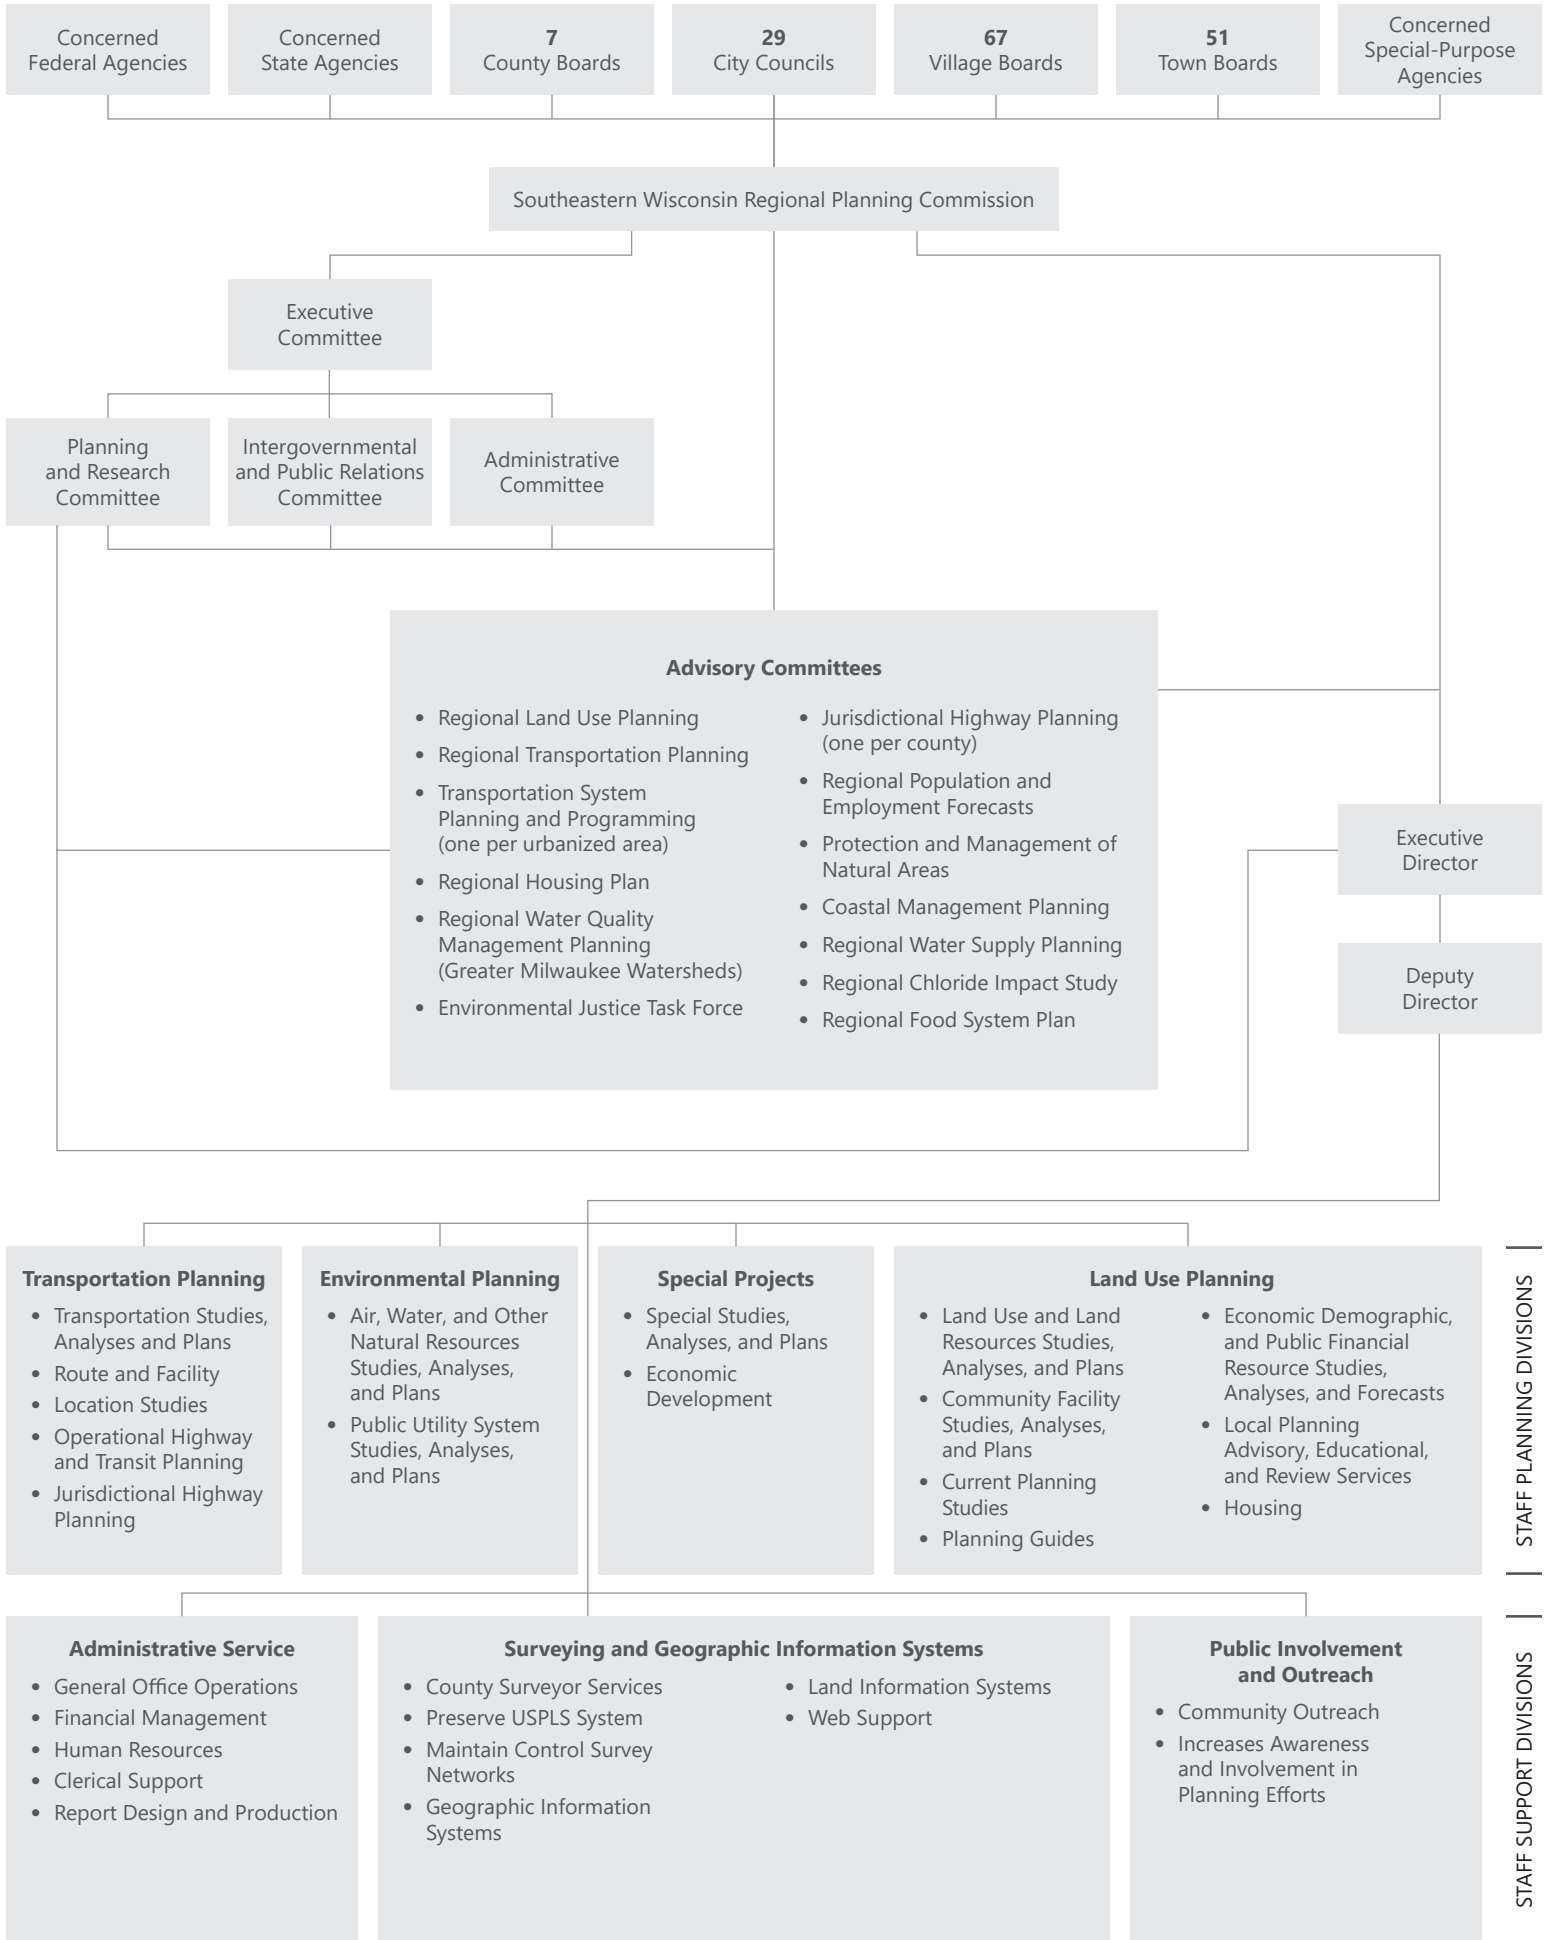 Concerned
Federal Agencies
Concerned
State Agencies
7
County Boards
29
City Councils
67
Village Boards
51
Town Boards
Concerned
Special-Purpose
Agencies
Southeastern Wisconsin Regional Planning Commission
Executive
Committee
Planning
and Research
Committee
Intergovernmental
and Public Relations
Committee
Administrative
Committee
Advisory Committees
• Regional Land Use Planning
• Regional Transportation Planning
• Transportation System
Planning and Programming
(one per urbanized area)
• Regional Housing Plan
• Regional Water Quality
Management Planning
(Greater Milwaukee Watersheds)
• Environmental Justice Task Force
• Jurisdictional Highway Planning
(one per county)
• Regional Population and
Employment Forecasts
• Protection and Management of
Natural Areas
• Coastal Management Planning
• Regional Water Supply Planning
• Regional Chloride Impact Study
• Regional Food System Plan
Executive
Director
Deputy
Director
Transportation Planning
• Transportation Studies,
Analyses and Plans
• Route and Facility
• Location Studies
• Operational Highway
and Transit Planning
• Jurisdictional Highway
Planning
Environmental Planning
• Air, Water, and Other
Natural Resources
Studies, Analyses,
and Plans
• Public Utility System
Studies, Analyses,
and Plans
Special Projects
• Special Studies,
Analyses, and Plans
• Economic
Development
Land Use Planning
• Land Use and Land
Resources Studies,
Analyses, and Plans
• Community Facility
Studies, Analyses,
and Plans
• Current Planning
Studies
• Planning Guides
• Economic Demographic,
and Public Financial
Resource Studies,
Analyses, and Forecasts
• Local Planning
Advisory, Educational,
and Review Services
• Housing
STAFF PLANNING DIVISIONS
Administrative Service
• General Office Operations
• Financial Management
• Human Resources
• Clerical Support
• Report Design and Production
Surveying and Geographic Information Systems
• County Surveyor Services
• Preserve USPLS System
• Maintain Control Survey
Networks
• Geographic Information
Systems
• Land Information Systems
• Web Support
Public Involvement
and Outreach
• Community Outreach
• Increases Awareness
and Involvement in
Planning Efforts
STAFF SUPPORT DIVISIONS